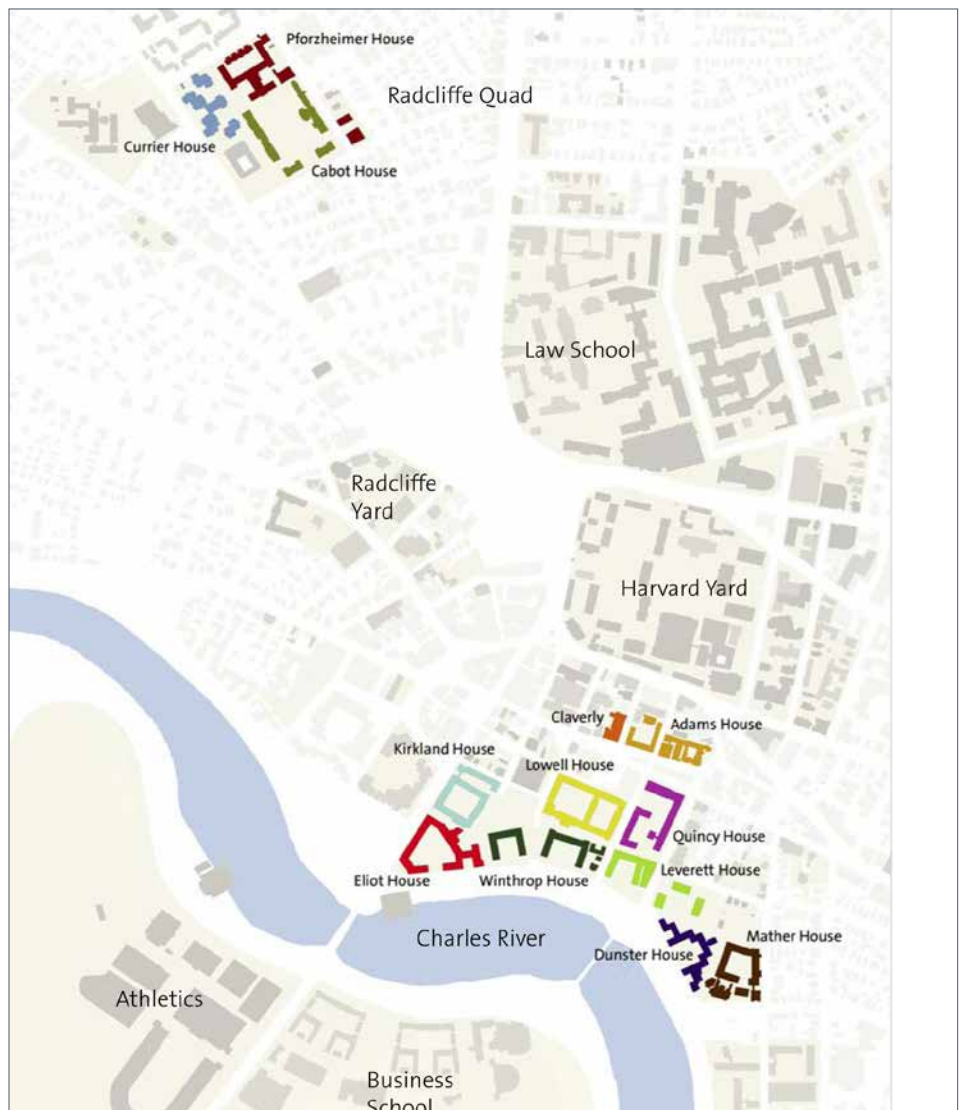 Pforzheimer House
Radcliffe Quad
Currier House
Cabot House
Law School
Radcliffe
Yard
Harvard Yard
Claverly
Adams House
Kirkland House
Lowell House
Quincy House
Leverett House
Eliot House
Winthrop House
Charles River
Mather House
Dunster House
Athletics
Business
School